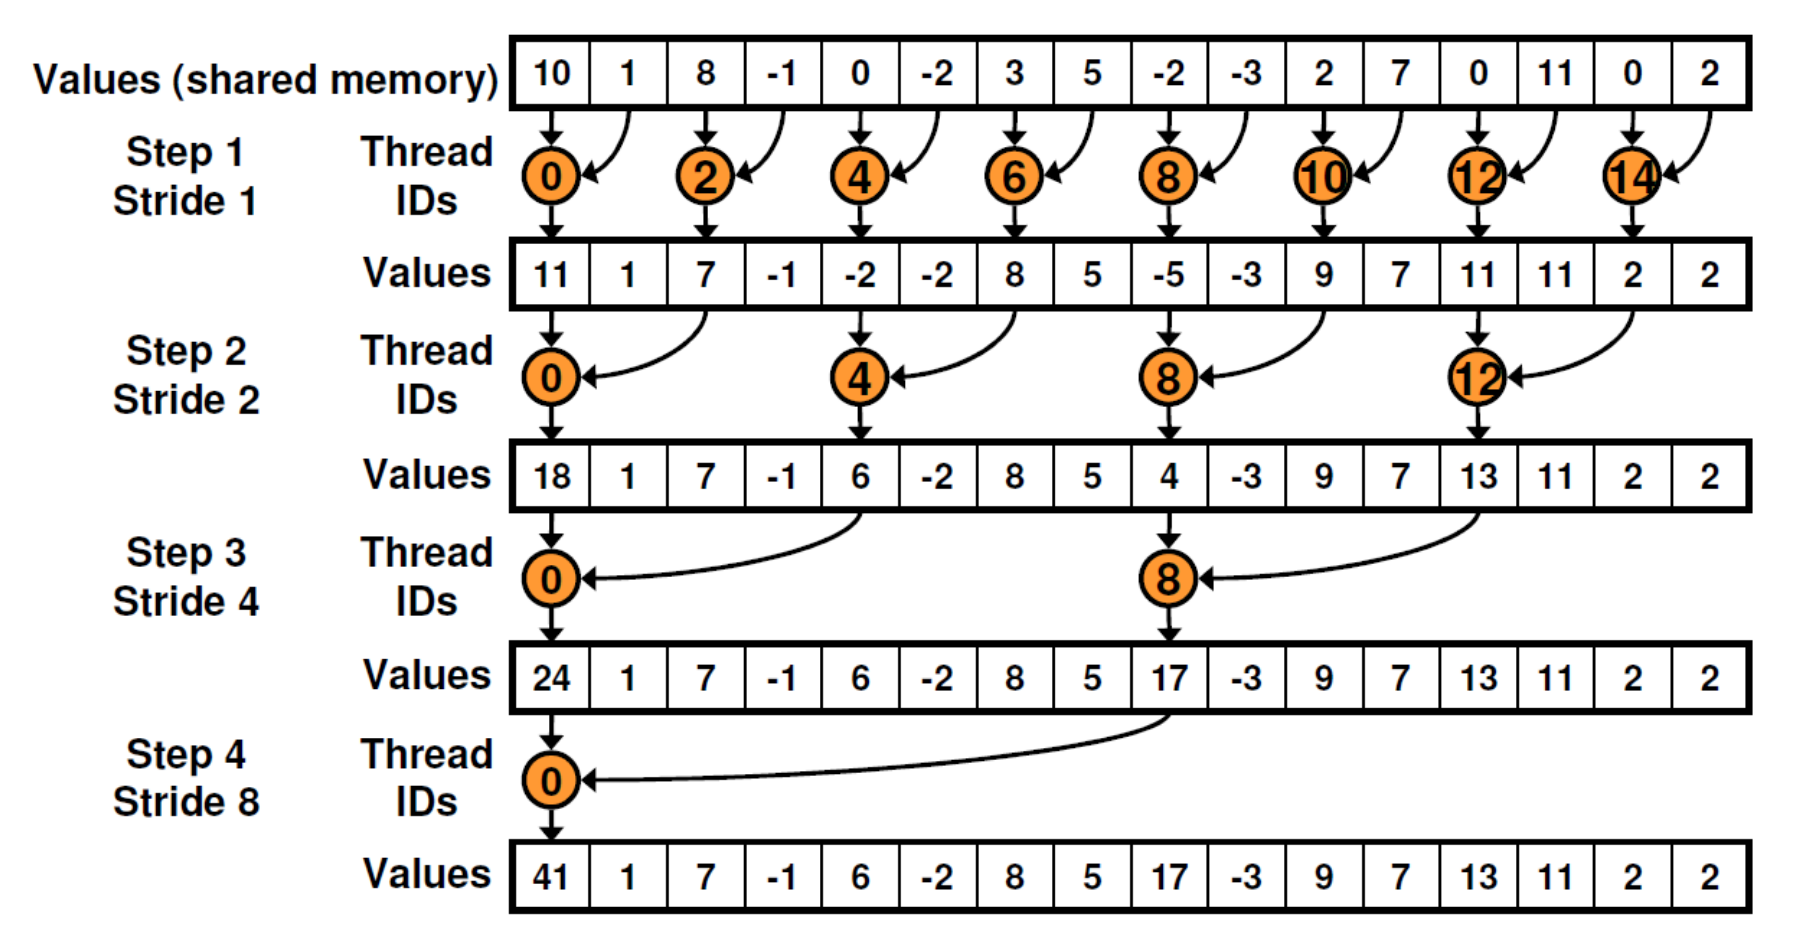 Values (shared memory) 10 1 8 -1 0 -2 3 5 -2 -3 2 7 0 11 0 2
Step 1 Thread
Stride 1 IDs
0 2 4 6 8 10 12 14
Values 11 1 7 -1 -2 -2 8 5 -5 -3 9 7 11 11 2 2
Step 2 Thread
Stride 2 IDs
0 4 8 12
Values 18 1 7 -1 6 -2 8 5 4 -3 9 7 13 11 2 2
Step 3 Thread
Stride 4 IDs
0 8
Values 24 1 7 -1 6 -2 8 5 17 -3 9 7 13 11 2 2
Step 4 Thread
Stride 8 IDs
0
Values 41 1 7 -1 6 -2 8 5 17 -3 9 7 13 11 2 2